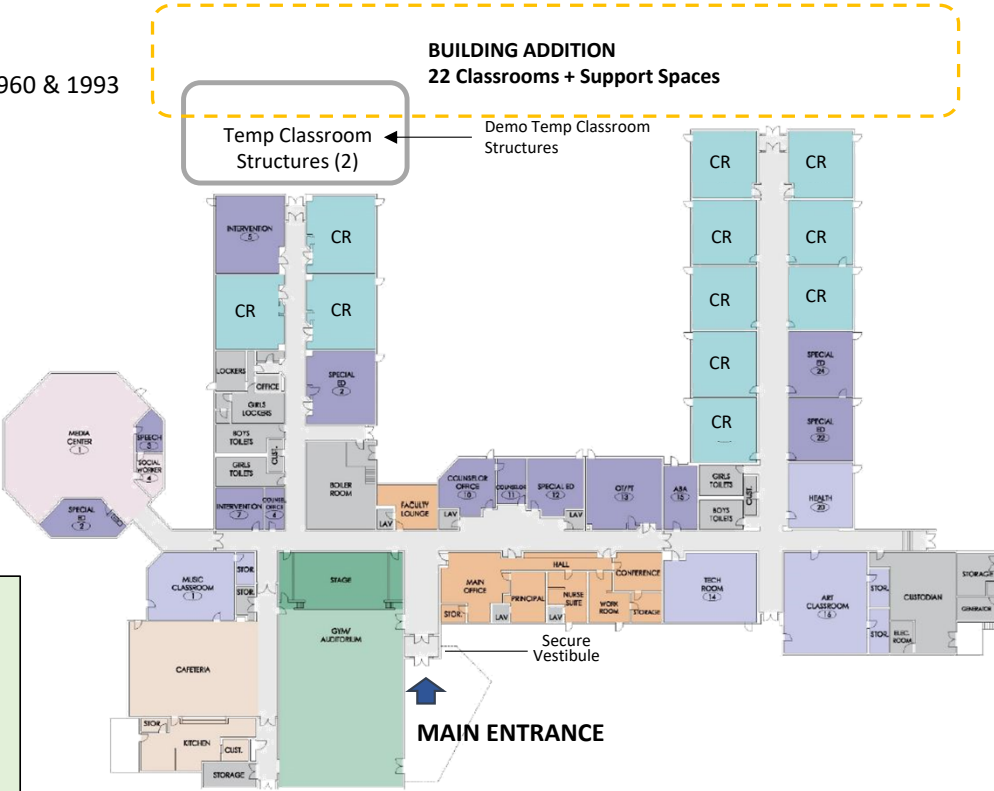 BUILDING ADDITION
22 Classrooms + Support Spaces
960 & 1993
Temp Classroom
Structures (2)
Demo Temp Classroom
Structures
INTERVENTION
5
CR
CR
CR
CR
CR
CR
CR
CR
CR
CR
CR
SPECIAL
ED
24
SPECIAL
ED
22
HEALTH
20
LOCKERS
OFFICE
GIRLS
LOCKERS
BOYS
TOILETS
CUST.
GIRLS
TOILETS
INTERVENTION
7
COUNSEL
OFFICE
SPECIAL
ED
2
BOILER
ROOM
MEDIA
CENTER
1
SPEECH
3
SOCIAL
WORKER
4
SPECIAL
ED
2
FACULTY
LOUNGE
LAV
COUNSELOR
OFFICE
10
LAV
COUNSELOR
11
SPECIAL ED
12
LAV
OT/PT
13
ABA
15
GIRLS
TOILETS
BOYS
TOILETS
CUST.
MUSIC
CLASSROOM
1
STOR.
STOR.
STAGE
GYM/
AUDITORIUM
CAFETERIA
STOR.
KITCHEN
CUST.
STORAGE
HALL
MAIN
OFFICE
STOR.
LAV
PRINCIPAL
NURSE
SUITE
LAV
WORK
ROOM
CONFERENCE
STORAGE
TECH
ROOM
14
ART
CLASSROOM
16
STOR.
STOR.
CUSTODIAN
ELEC.
ROOM
STORAGE
GENERATOR
Secure
Vestibule
MAIN ENTRANCE